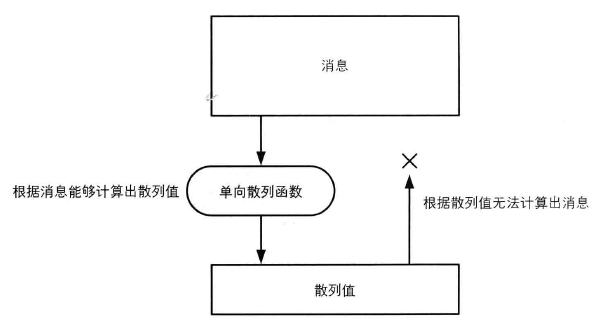 消息
根据消息能够计算出散列值
单向散列函数
根据散列值无法计算出消息
散列值